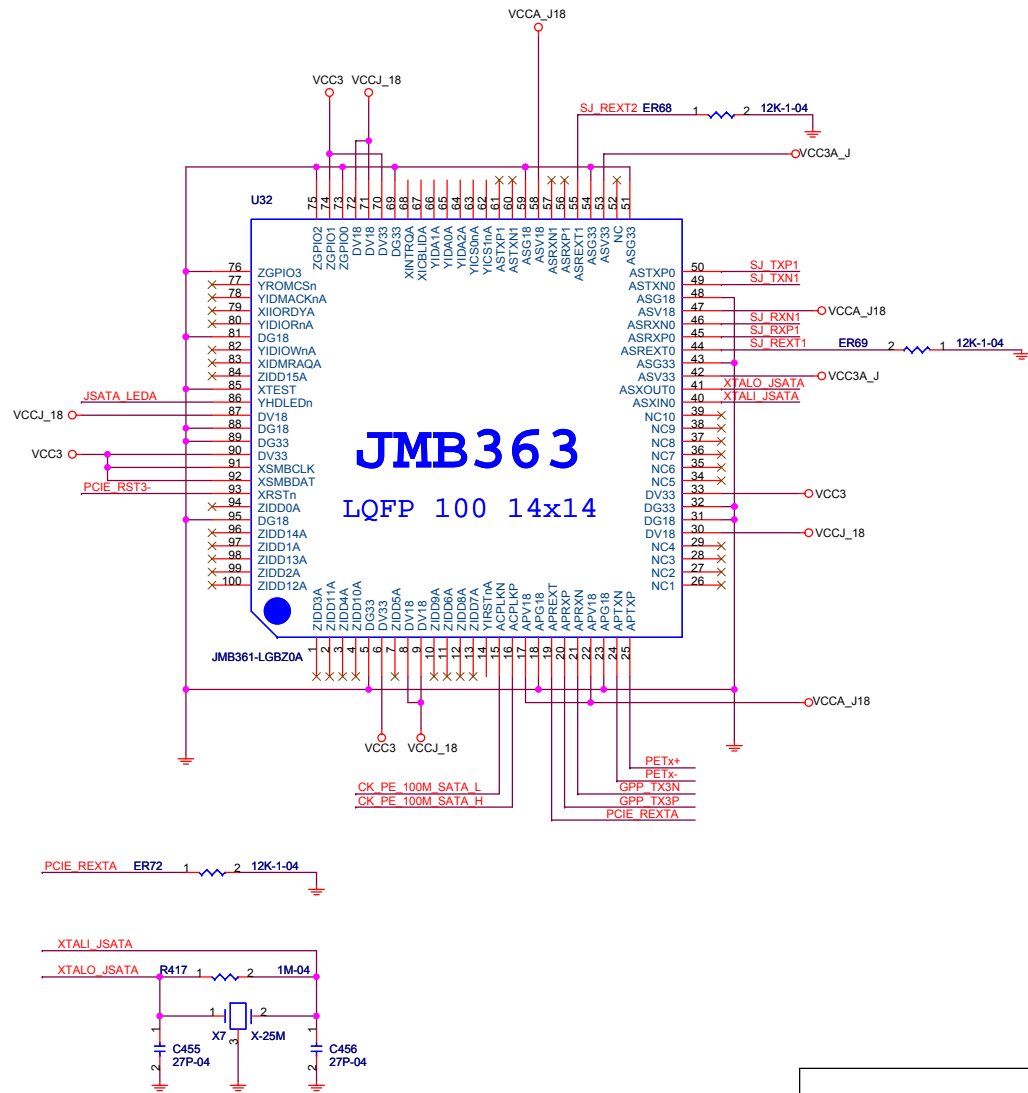 VCCA_J18
VCC3 VCCJ_18
SJ_REXT2 ER68 1 2 12K-1-04
VCC3A_J
U32
75 74 73 72 71 70 69 68 67 66 65 64 63 62 61 60 59 58 57 56 55 54 53 52 51
ZGPIO2 ZGPIO1 ZGPIO0 DV18 DV18 DV33 DG33 XINTRQA XICBLIDA YIDA1A YIDA0A YIDA2A YICS0nA YICS1nA ASTXP1 ASTXN1 ASG18 ASV18 ASRXN1 ASRXP1 ASREXT1 ASG33 ASV33 NC ASG33
76 ZGPIO3
77 YROMCSn
78 YIDMACKnA
79 XIORDYA
80 YIDIORnA
81 DG18
82 YIDIOWnA
83 XIDMRAQA
84 ZIDD15A
85 XTEST
JSATA_LEDA 86 YHDLEDn
VCCJ_18 87 DV18
88 DG18
89 DG33
VCC3 90 DV33
91 XSMBCLK
92 XSMBDAT
PCIE_RST3- 93 XRSTn
94 ZIDD0A
95 DG18
96 ZIDD14A
97 ZIDD1A
98 ZIDD13A
99 ZIDD2A
100 ZIDD12A
JMB363
LQFP 100 14x14
ASTXP0 50 SJ_TXP1
ASTXN0 49 SJ_TXN1
ASG18 48
ASV18 47 VCCA_J18
ASRXN0 46 SJ_RXN1
ASRXP0 45 SJ_RXP1
ASREXT0 44 SJ_REXT1 ER69 2 1 12K-1-04
ASG33 43
ASV33 42 VCC3A_J
ASXOUT0 41 XTALO_JSATA
ASXIN0 40 XTALI_JSATA
NC10 39
NC9 38
NC8 37
NC7 36
NC6 35
NC5 34
DV33 33 VCC3
DG33 32
DG18 31
DV18 30 VCCJ_18
NC4 29
NC3 28
NC2 27
NC1 26
ZIDD3A ZIDD11A ZIDD4A ZIDD10A DG33 DV33 ZIDD5A DV18 DV18 ZIDD9A ZIDD6A ZIDD8A ZIDD7A YIRSTnA ACPLKN ACPLKP APV18 APG18 APREXT APRXP APRXN APV18 APG18 APTXN APTXP
JMB361-LGBZ0A
1 2 3 4 5 6 7 8 9 10 11 12 13 14 15 16 17 18 19 20 21 22 23 24 25
VCCA_J18
VCC3 VCCJ_18
PETx+
PETx-
CK_PE_100M_SATA_L GPP_TX3N
CK_PE_100M_SATA_H GPP_TX3P
PCIE_REXTA
PCIE_REXTA ER72 1 2 12K-1-04
XTALI_JSATA
XTALO_JSATA R417 1 2 1M-04
1 2
X7 X-25M
3
1 C455 27P-04 2
1 C456 27P-04 2